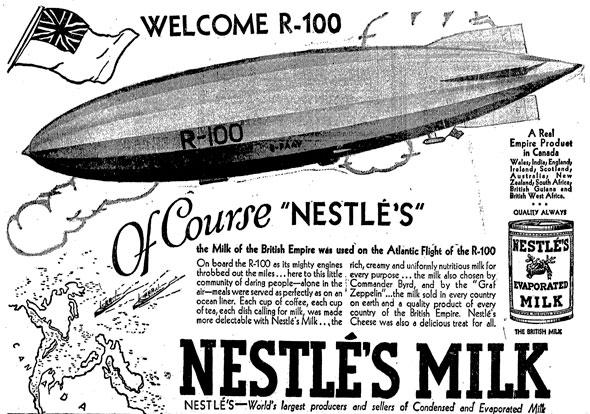 WELCOME R-100
R-100
A Real
Empire Product
in Canada
Wales, India, England,
Ireland, Scotland,
Australia, New
Zealand, South Africa,
British Guiana and
British West Africa.
* * *
QUALITY ALWAYS
NESTLÉ'S
EVAPORATED
MILK
THE BRITISH MILK
Of Course "NESTLÉ'S"
the Milk of the British Empire was used on the Atlantic Flight of the R-100
On board the R-100 as its mighty engines
throbbed out the miles...here to this little
community of daring people—alone in the
air—meals were served as perfectly as on an
ocean liner. Each cup of coffee, each cup
of tea, each dish calling for milk, was made
more delectable with Nestlé's Milk...the
rich, creamy and uniformly nutritious milk for
every purpose ... the milk also chosen by
Commander Byrd, and by the "Graf
Zeppelin"...the milk sold in every country
on earth and a quality product of every
country of the British Empire. Nestlé's
Cheese was also a delicious treat for all.
NESTLÉ'S MILK
NESTLÉ'S—World's largest producers and sellers of Condensed and Evaporated Milk